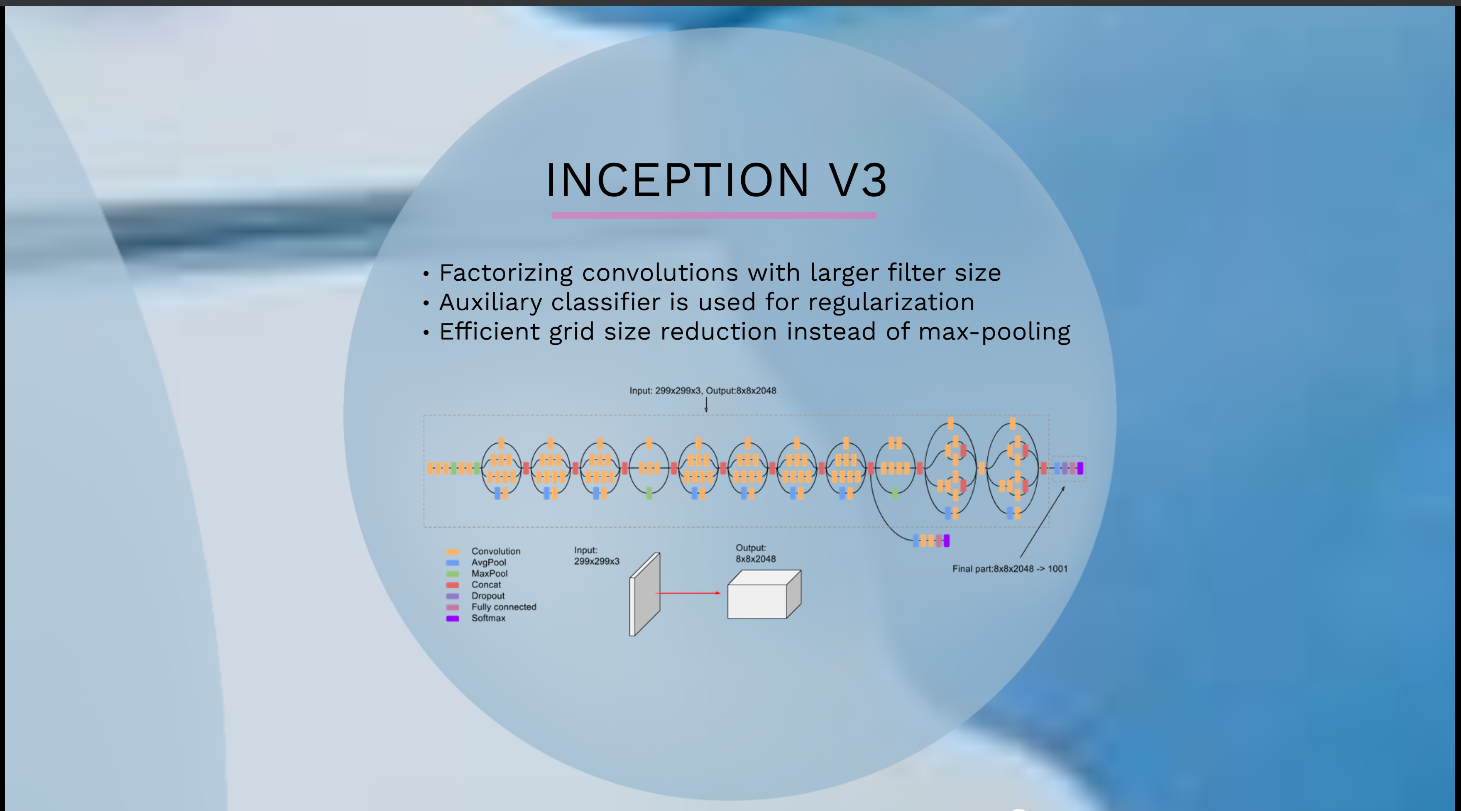 INCEPTION V3
• Factorizing convolutions with larger filter size
• Auxiliary classifier is used for regularization
• Efficient grid size reduction instead of max-pooling
Input: 299x299x3, Output:8x8x2048
Convolution
AvgPool
MaxPool
Concat
Dropout
Fully connected
Softmax
Input:
299x299x3
Output:
8x8x2048
Final part:8x8x2048 -> 1001